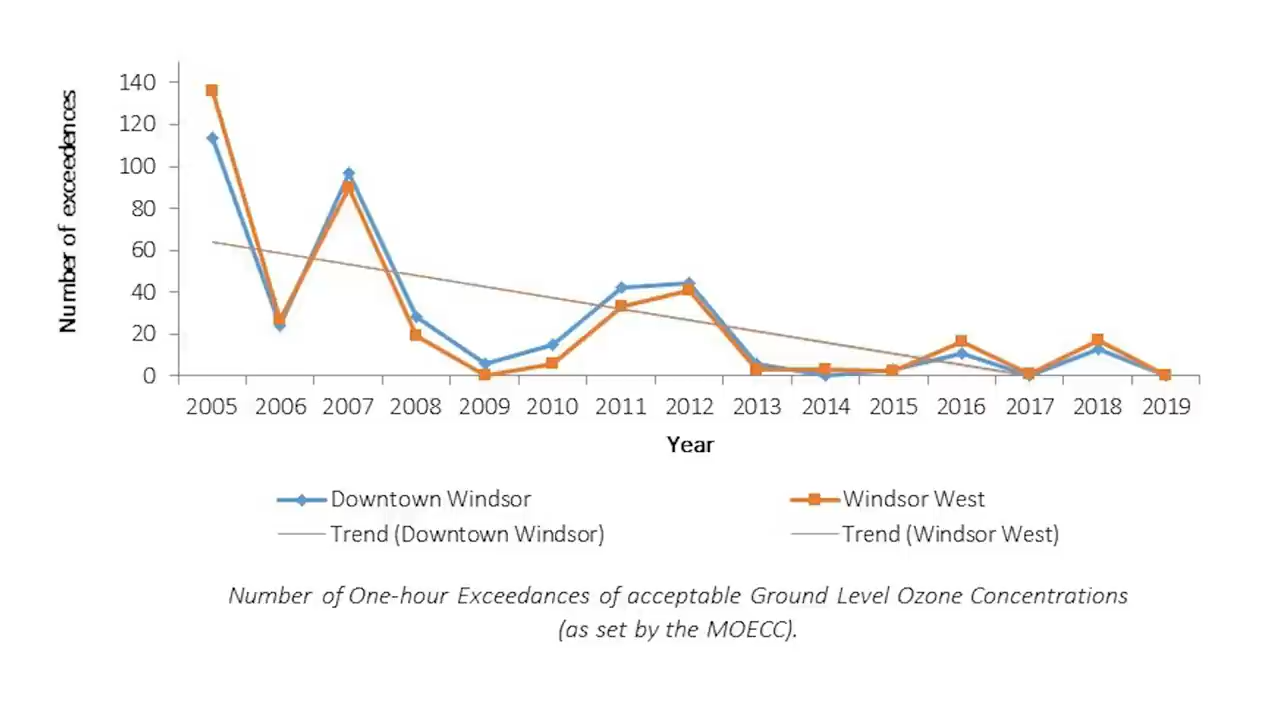 Number of exceedences
140
120
100
80
60
40
20
0
2005 2006 2007 2008 2009 2010 2011 2012 2013 2014 2015 2016 2017 2018 2019
Year
Downtown Windsor Windsor West
Trend (Downtown Windsor) Trend (Windsor West)
Number of One-hour Exceedances of acceptable Ground Level Ozone Concentrations
(as set by the MOECC).